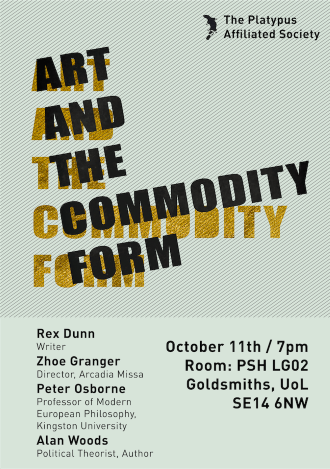 The Platypus
Affiliated Society
ART
AND
THE
COMMODITY
FORM
Rex Dunn
Writer
Zhoe Granger
Director, Arcadia Missa
Peter Osborne
Professor of Modern
European Philosophy,
Kingston University
Alan Woods
Political Theorist, Author
October 11th / 7pm
Room: PSH LG02
Goldsmiths, UoL
SE14 6NW